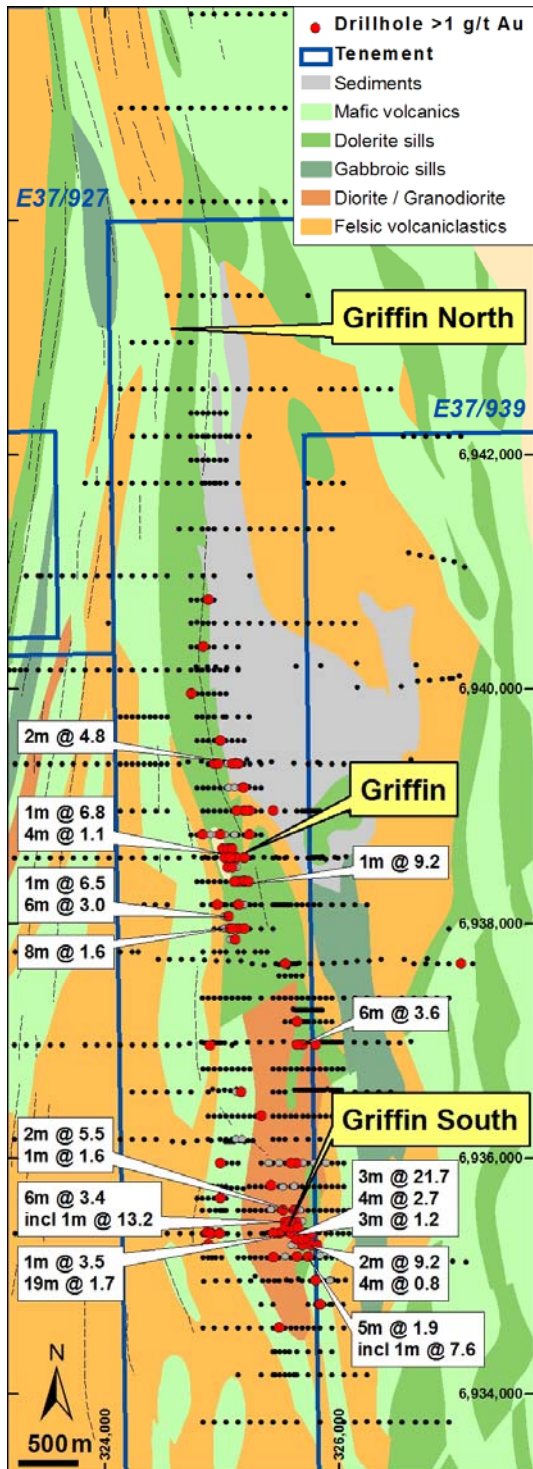 Drillhole >1 g/t Au
Tenement
Sediments
Mafic volcanics
Dolerite sills
Gabbroic sills
Diorite / Granodiorite
Felsic volcaniclastics
E37/927
Griffin North
E37/939
6,942,000
6,940,000
2m @ 4.8
Griffin
1m @ 6.8
4m @ 1.1
1m @ 9.2
1m @ 6.5
6m @ 3.0
6,938,000
8m @ 1.6
6m @ 3.6
Griffin South
2m @ 5.5
1m @ 1.6
6,936,000
3m @ 21.7
4m @ 2.7
3m @ 1.2
6m @ 3.4
incl 1m @ 13.2
1m @ 3.5
19m @ 1.7
2m @ 9.2
4m @ 0.8
5m @ 1.9
incl 1m @ 7.6
N
500m
324,000
326,000
6,934,000